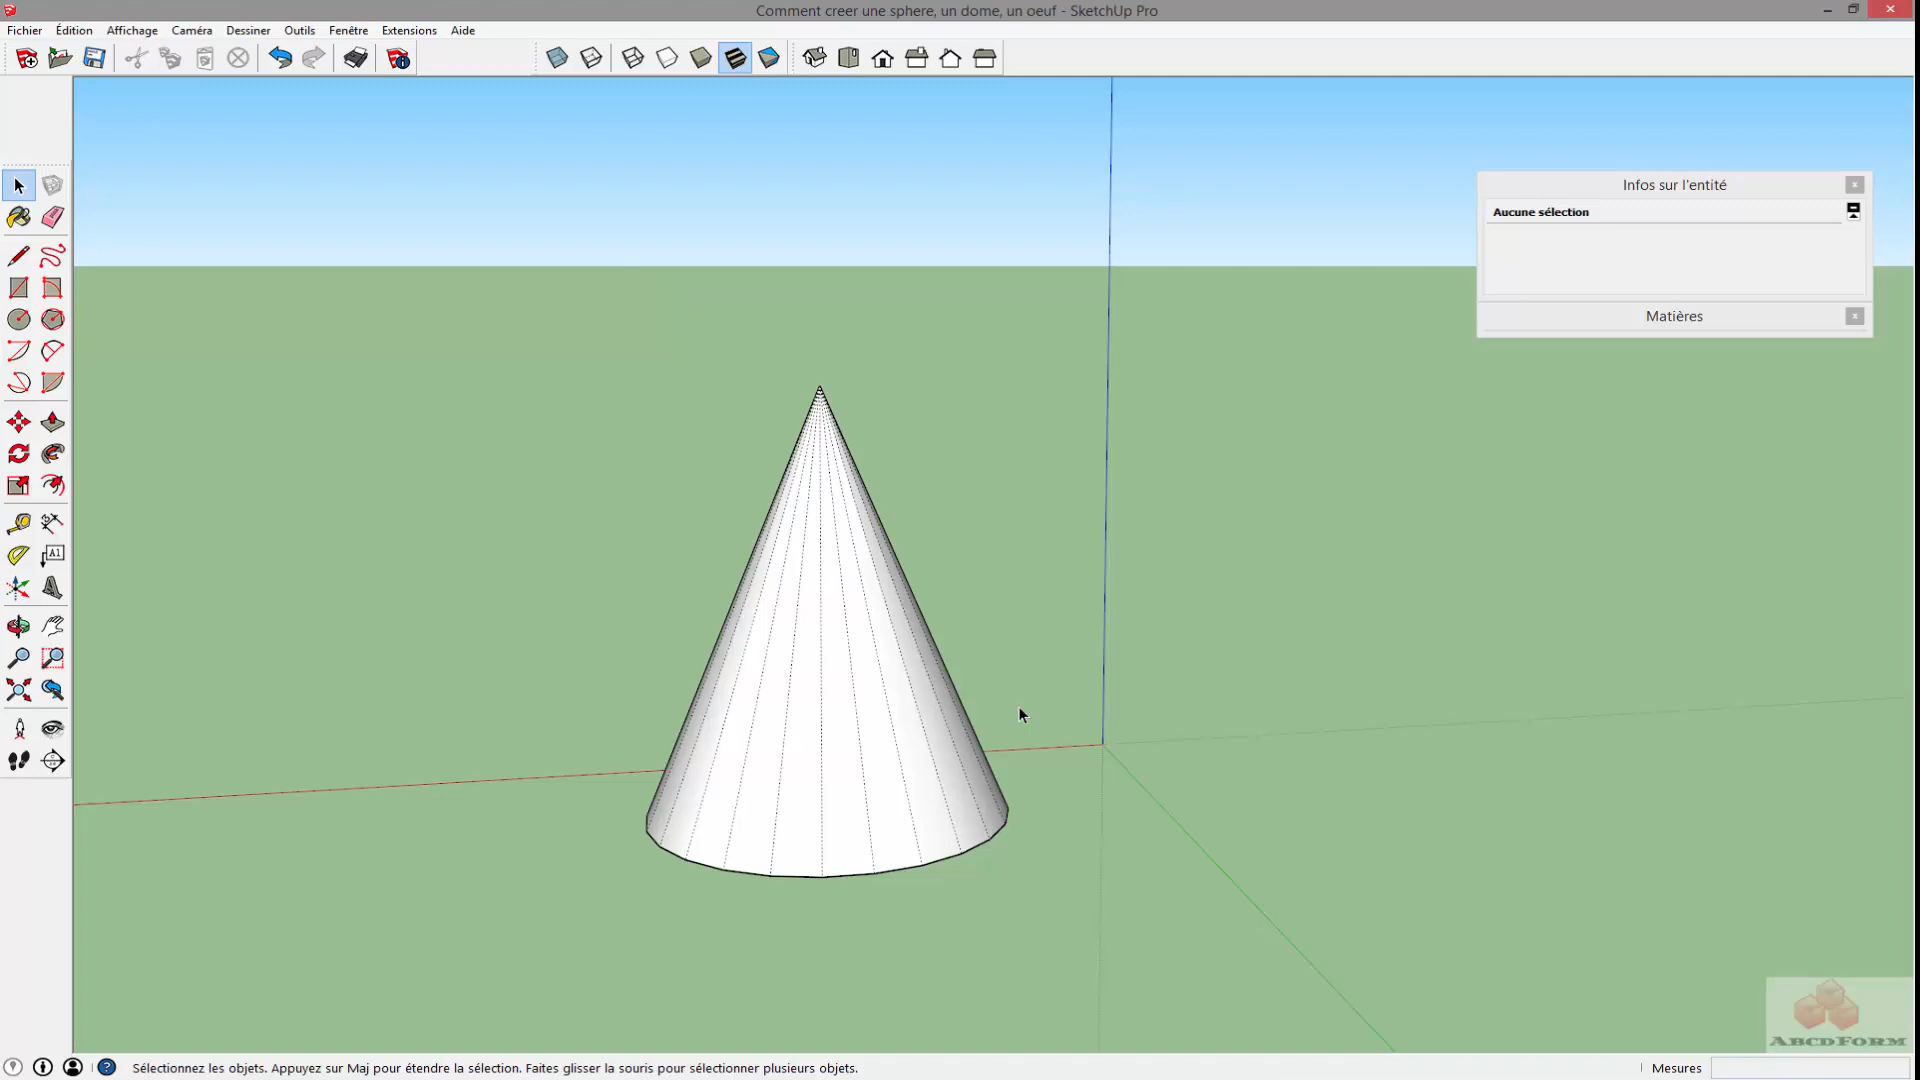 Comment creer une sphere, un dome, un oeuf - SketchUp Pro
Fichier Édition Affichage Caméra Dessiner Outils Fenêtre Extensions Aide
Infos sur l'entité
Aucune sélection
Matières
A1
ABCDFORM
Sélectionnez les objets. Appuyez sur Maj pour étendre la sélection. Faites glisser la souris pour sélectionner plusieurs objets.
Mesures